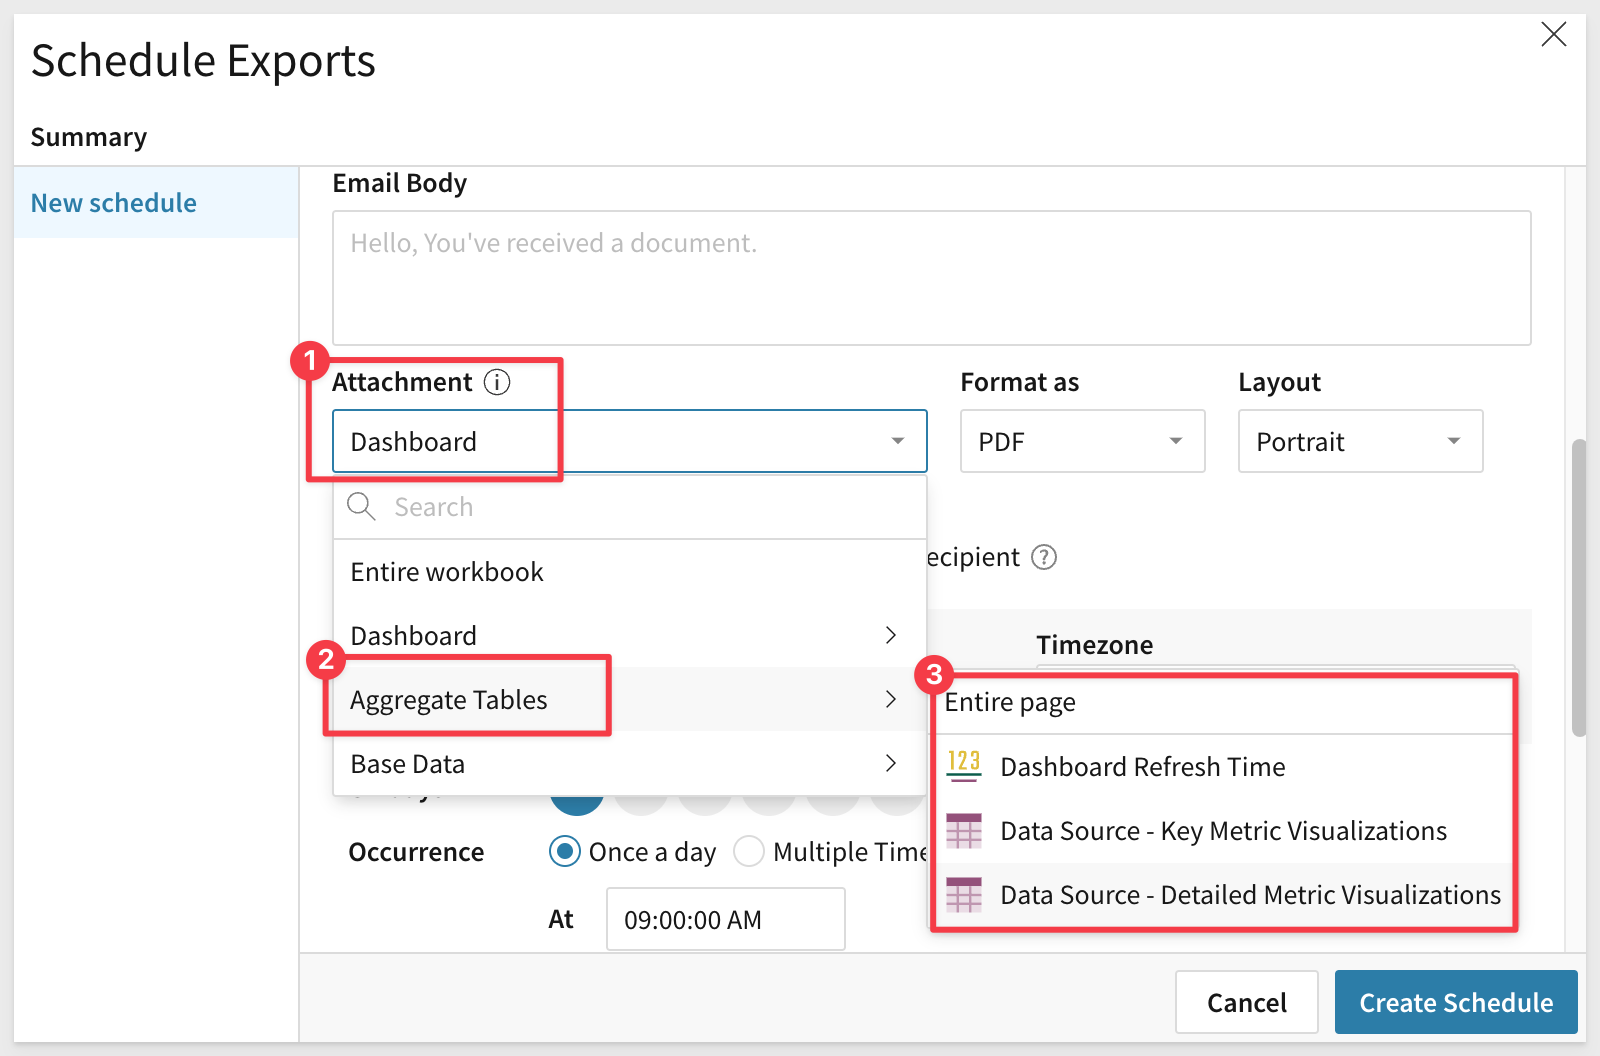 Schedule Exports
Summary
New schedule
Email Body
Hello, You've received a document.
1
Attachment
Format as
Layout
Dashboard
PDF
Portrait
Search
Entire workbook
ecipient
Dashboard
Timezone
2
3
Aggregate Tables
Entire page
Base Data
123 Dashboard Refresh Time
Data Source - Key Metric Visualizations
Occurrence
Once a day
Multiple Time
Data Source - Detailed Metric Visualizations
At
09:00:00 AM
Cancel
Create Schedule